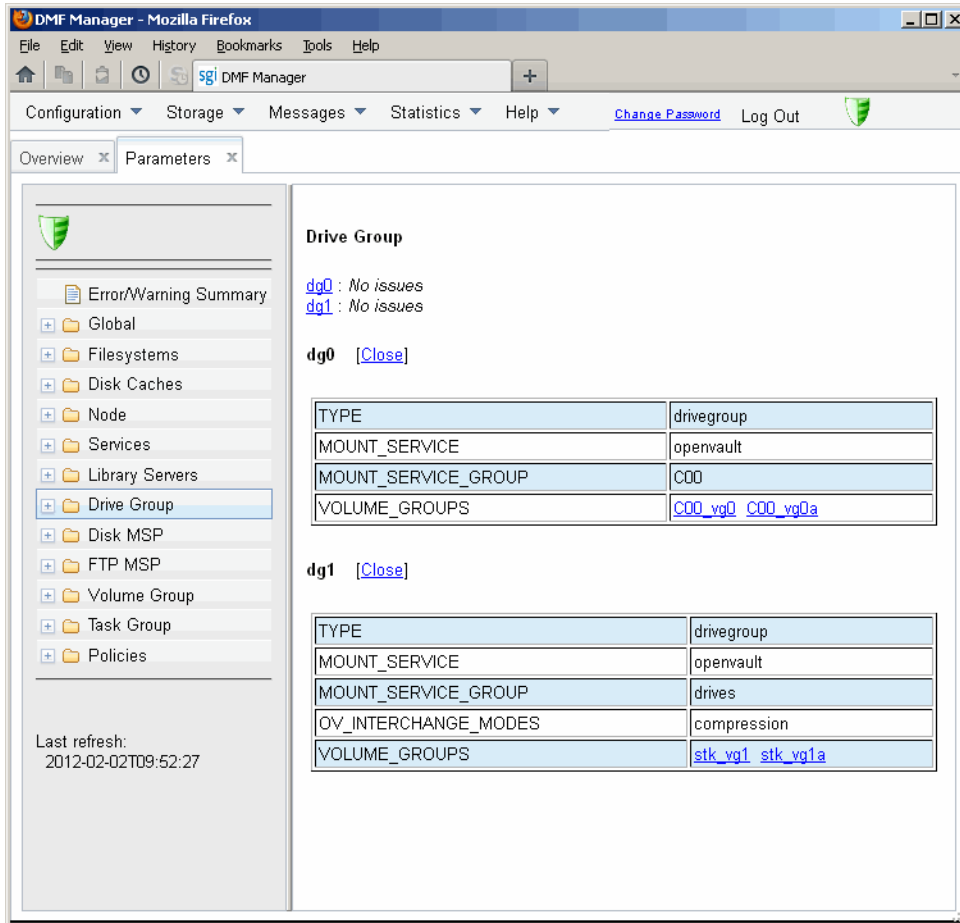 DMF Manager - Mozilla Firefox
File Edit View History Bookmarks Tools Help
sgi DMF Manager
Configuration Storage Messages Statistics Help Change Password Log Out
Overview Parameters
Error/Warning Summary
Global
Filesystems
Disk Caches
Node
Services
Library Servers
Drive Group
Disk MSP
FTP MSP
Volume Group
Task Group
Policies
Last refresh:
2012-02-02T09:52:27
Drive Group
dg0 : No issues
dg1 : No issues
dg0 [Close]
TYPE drivegroup
MOUNT_SERVICE openvault
MOUNT_SERVICE_GROUP C00
VOLUME_GROUPS C00_vg0 C00_vg0a
dg1 [Close]
TYPE drivegroup
MOUNT_SERVICE openvault
MOUNT_SERVICE_GROUP drives
OV_INTERCHANGE_MODES compression
VOLUME_GROUPS stk_vg1 stk_vg1a